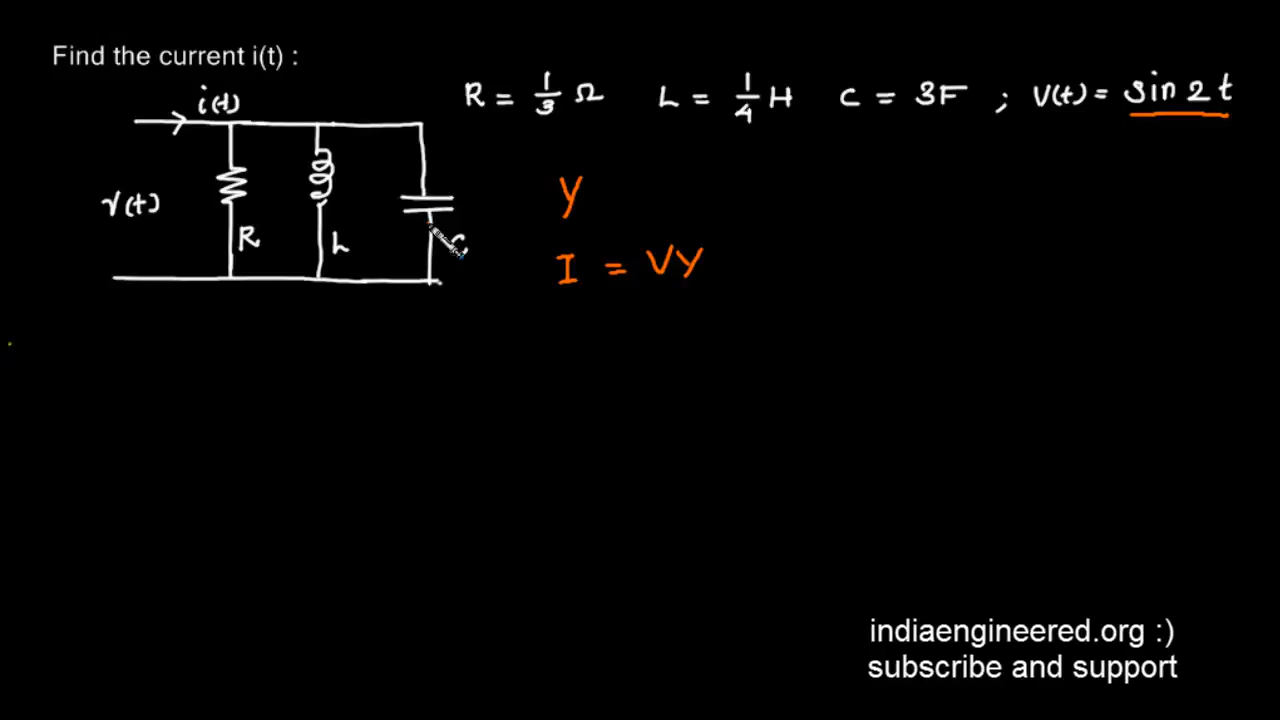 Find the current i(t) :
i(t)
R = 1/3 Ω L = 1/4 H C = 3F ; V(t) = sin 2t
V(t)
R
L
C
Y
I = VY
indiaengineered.org :)
subscribe and support